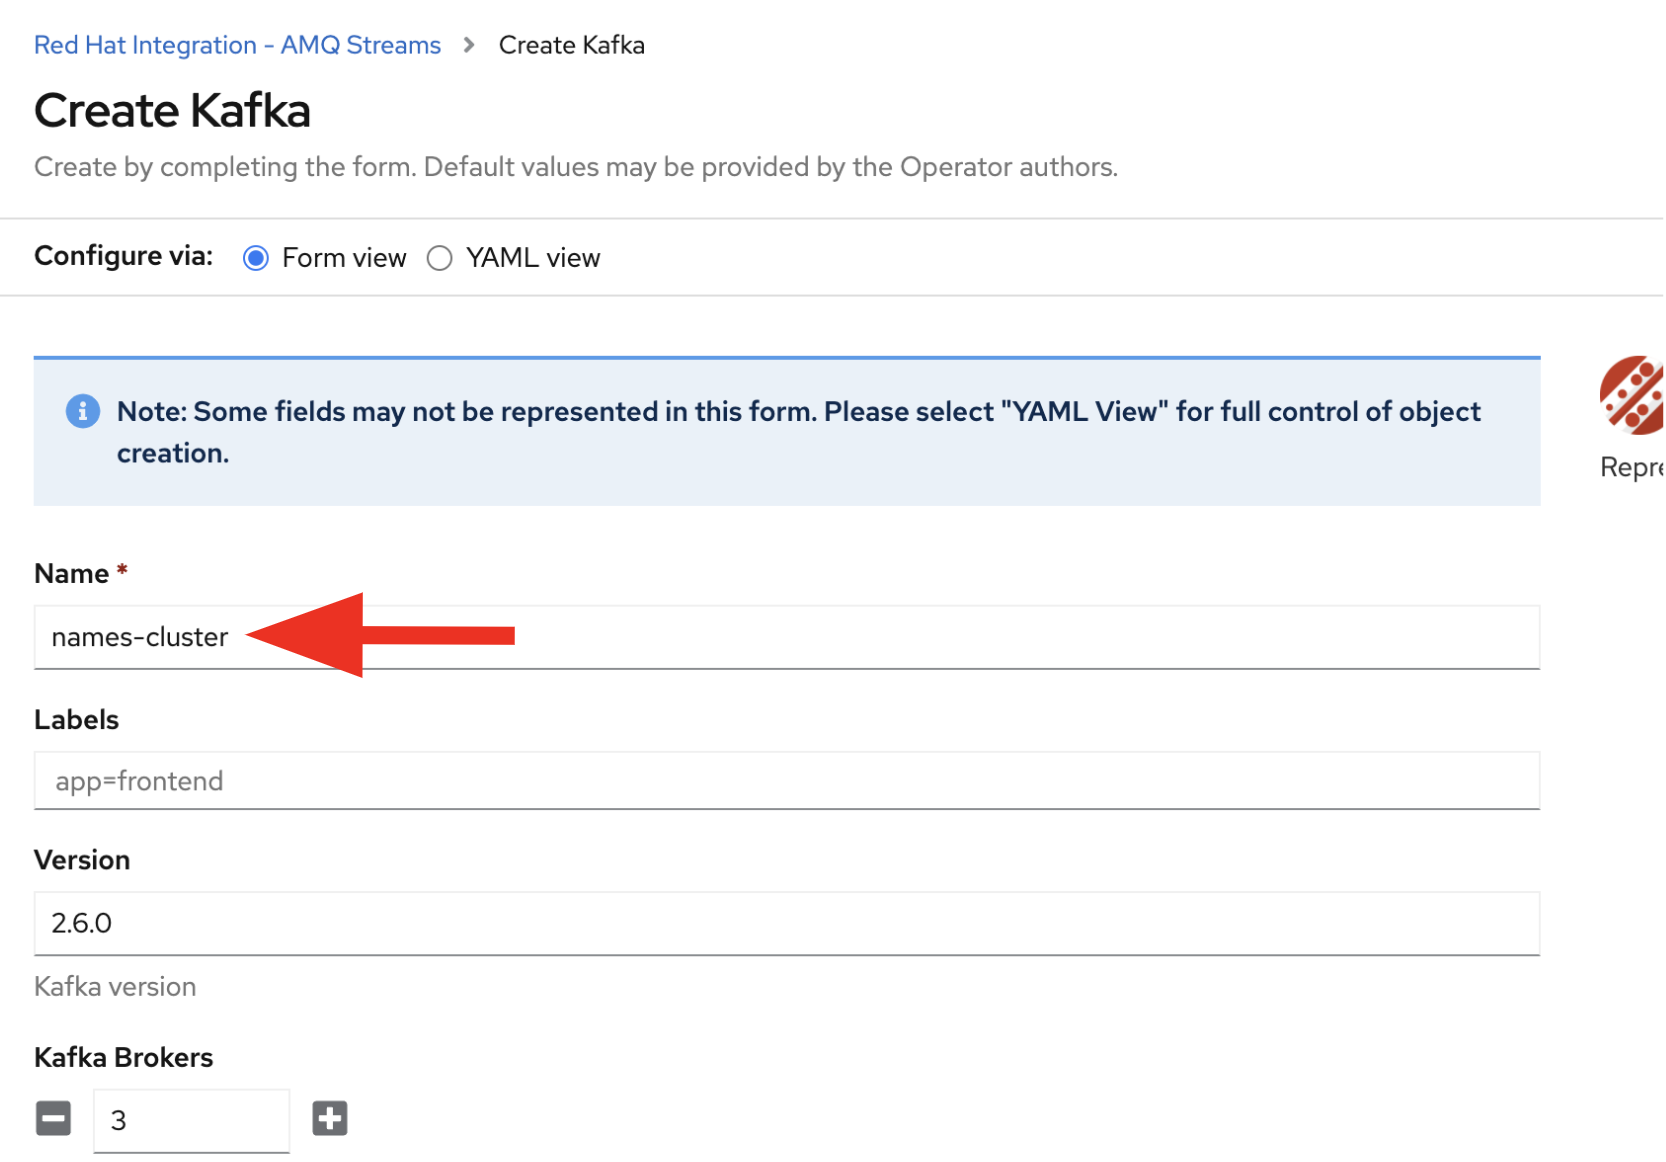 Red Hat Integration - AMQ Streams > Create Kafka
Create Kafka
Create by completing the form. Default values may be provided by the Operator authors.
Configure via: Form view YAML view
Note: Some fields may not be represented in this form. Please select "YAML View" for full control of object
creation.
Repre
Name *
names-cluster
Labels
app=frontend
Version
2.6.0
Kafka version
Kafka Brokers
3